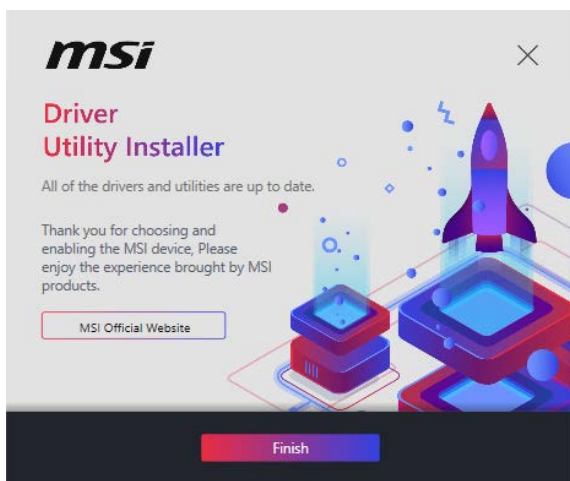 msi
Driver
Utility Installer
All of the drivers and utilities are up to date.
Thank you for choosing and
enabling the MSI device, Please
enjoy the experience brought by MSI
products.
MSI Official Website
Finish